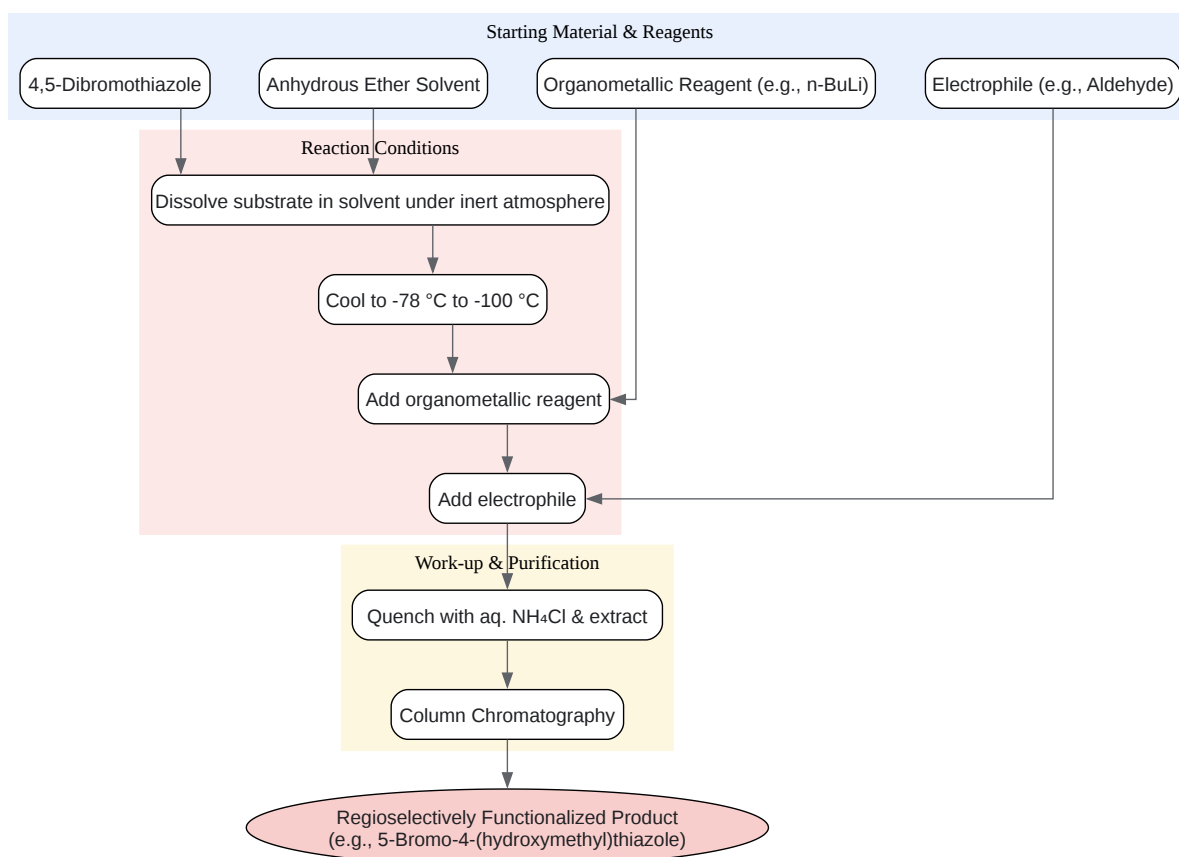 Starting Material & Reagents
4,5-Dibromothiazole
Anhydrous Ether Solvent
Organometallic Reagent (e.g., n-BuLi)
Electrophile (e.g., Aldehyde)
Reaction Conditions
Dissolve substrate in solvent under inert atmosphere
Cool to -78 °C to -100 °C
Add organometallic reagent
Add electrophile
Work-up & Purification
Quench with aq. NH₄Cl & extract
Column Chromatography
Regioselectively Functionalized Product
(e.g., 5-Bromo-4-(hydroxymethyl)thiazole)